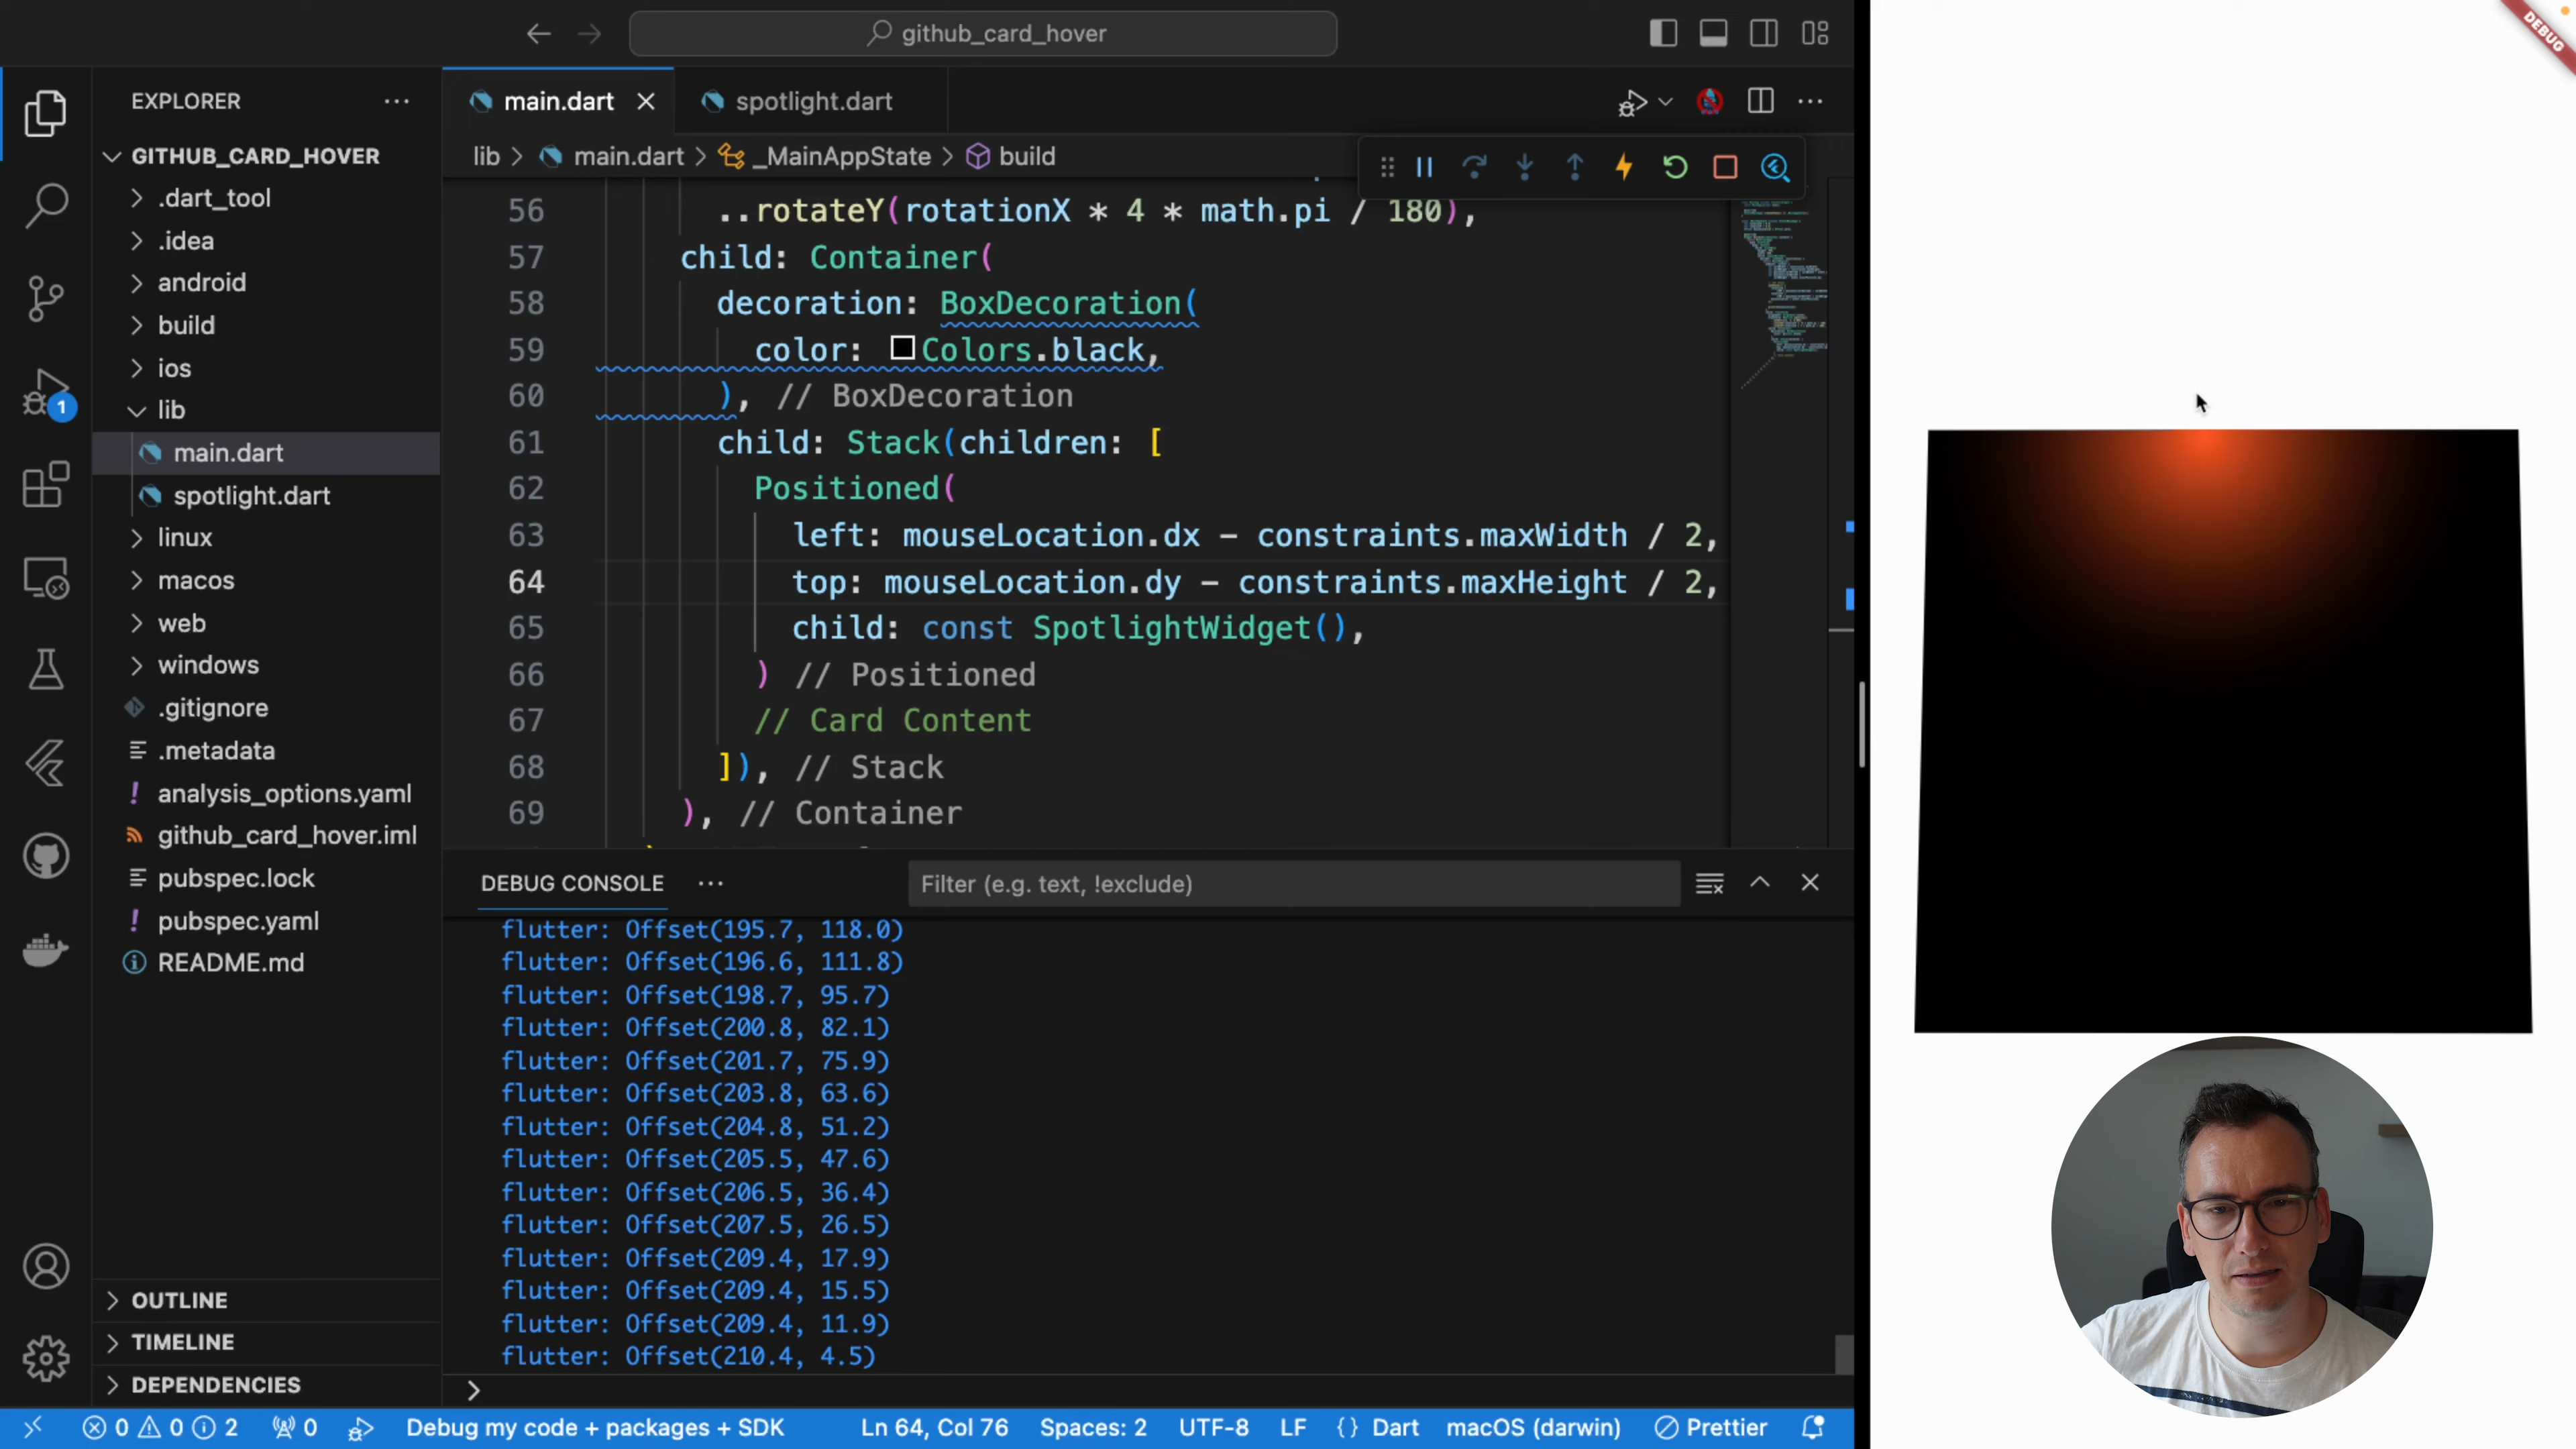 github_card_hover
DEBUG
EXPLORER
GITHUB_CARD_HOVER
.dart_tool
.idea
android
build
ios
lib
main.dart
spotlight.dart
linux
macos
web
windows
.gitignore
.metadata
analysis_options.yaml
github_card_hover.iml
pubspec.lock
pubspec.yaml
README.md
OUTLINE
TIMELINE
DEPENDENCIES
1
main.dart
spotlight.dart
lib > main.dart > _MainAppState > build
56 ..rotateY(rotationX * 4 * math.pi / 180),
57 child: Container(
58 decoration: BoxDecoration(
59 color: Colors.black,
60 ), // BoxDecoration
61 child: Stack(children: [
62 Positioned(
63 left: mouseLocation.dx - constraints.maxWidth / 2,
64 top: mouseLocation.dy - constraints.maxHeight / 2,
65 child: const SpotlightWidget(),
66 ) // Positioned
67 // Card Content
68 ]), // Stack
69 ), // Container
DEBUG CONSOLE
Filter (e.g. text, !exclude)
flutter: Offset(195.7, 118.0)
flutter: Offset(196.6, 111.8)
flutter: Offset(198.7, 95.7)
flutter: Offset(200.8, 82.1)
flutter: Offset(201.7, 75.9)
flutter: Offset(203.8, 63.6)
flutter: Offset(204.8, 51.2)
flutter: Offset(205.5, 47.6)
flutter: Offset(206.5, 36.4)
flutter: Offset(207.5, 26.5)
flutter: Offset(209.4, 17.9)
flutter: Offset(209.4, 15.5)
flutter: Offset(209.4, 11.9)
flutter: Offset(210.4, 4.5)
0 0 2 0 Debug my code + packages + SDK Ln 64, Col 76 Spaces: 2 UTF-8 LF {} Dart macOS (darwin) Prettier